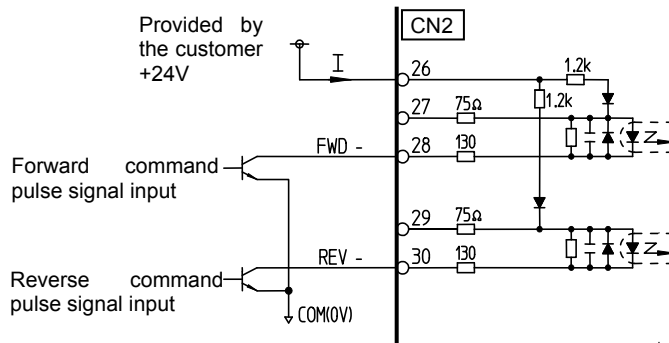 Provided by
the customer
+24V
CN2
I
26
1.2k
1.2k
27
75Ω
FWD -
28
130
Forward command
pulse signal input
29
75Ω
REV -
30
130
Reverse command
pulse signal input
COM(0V)